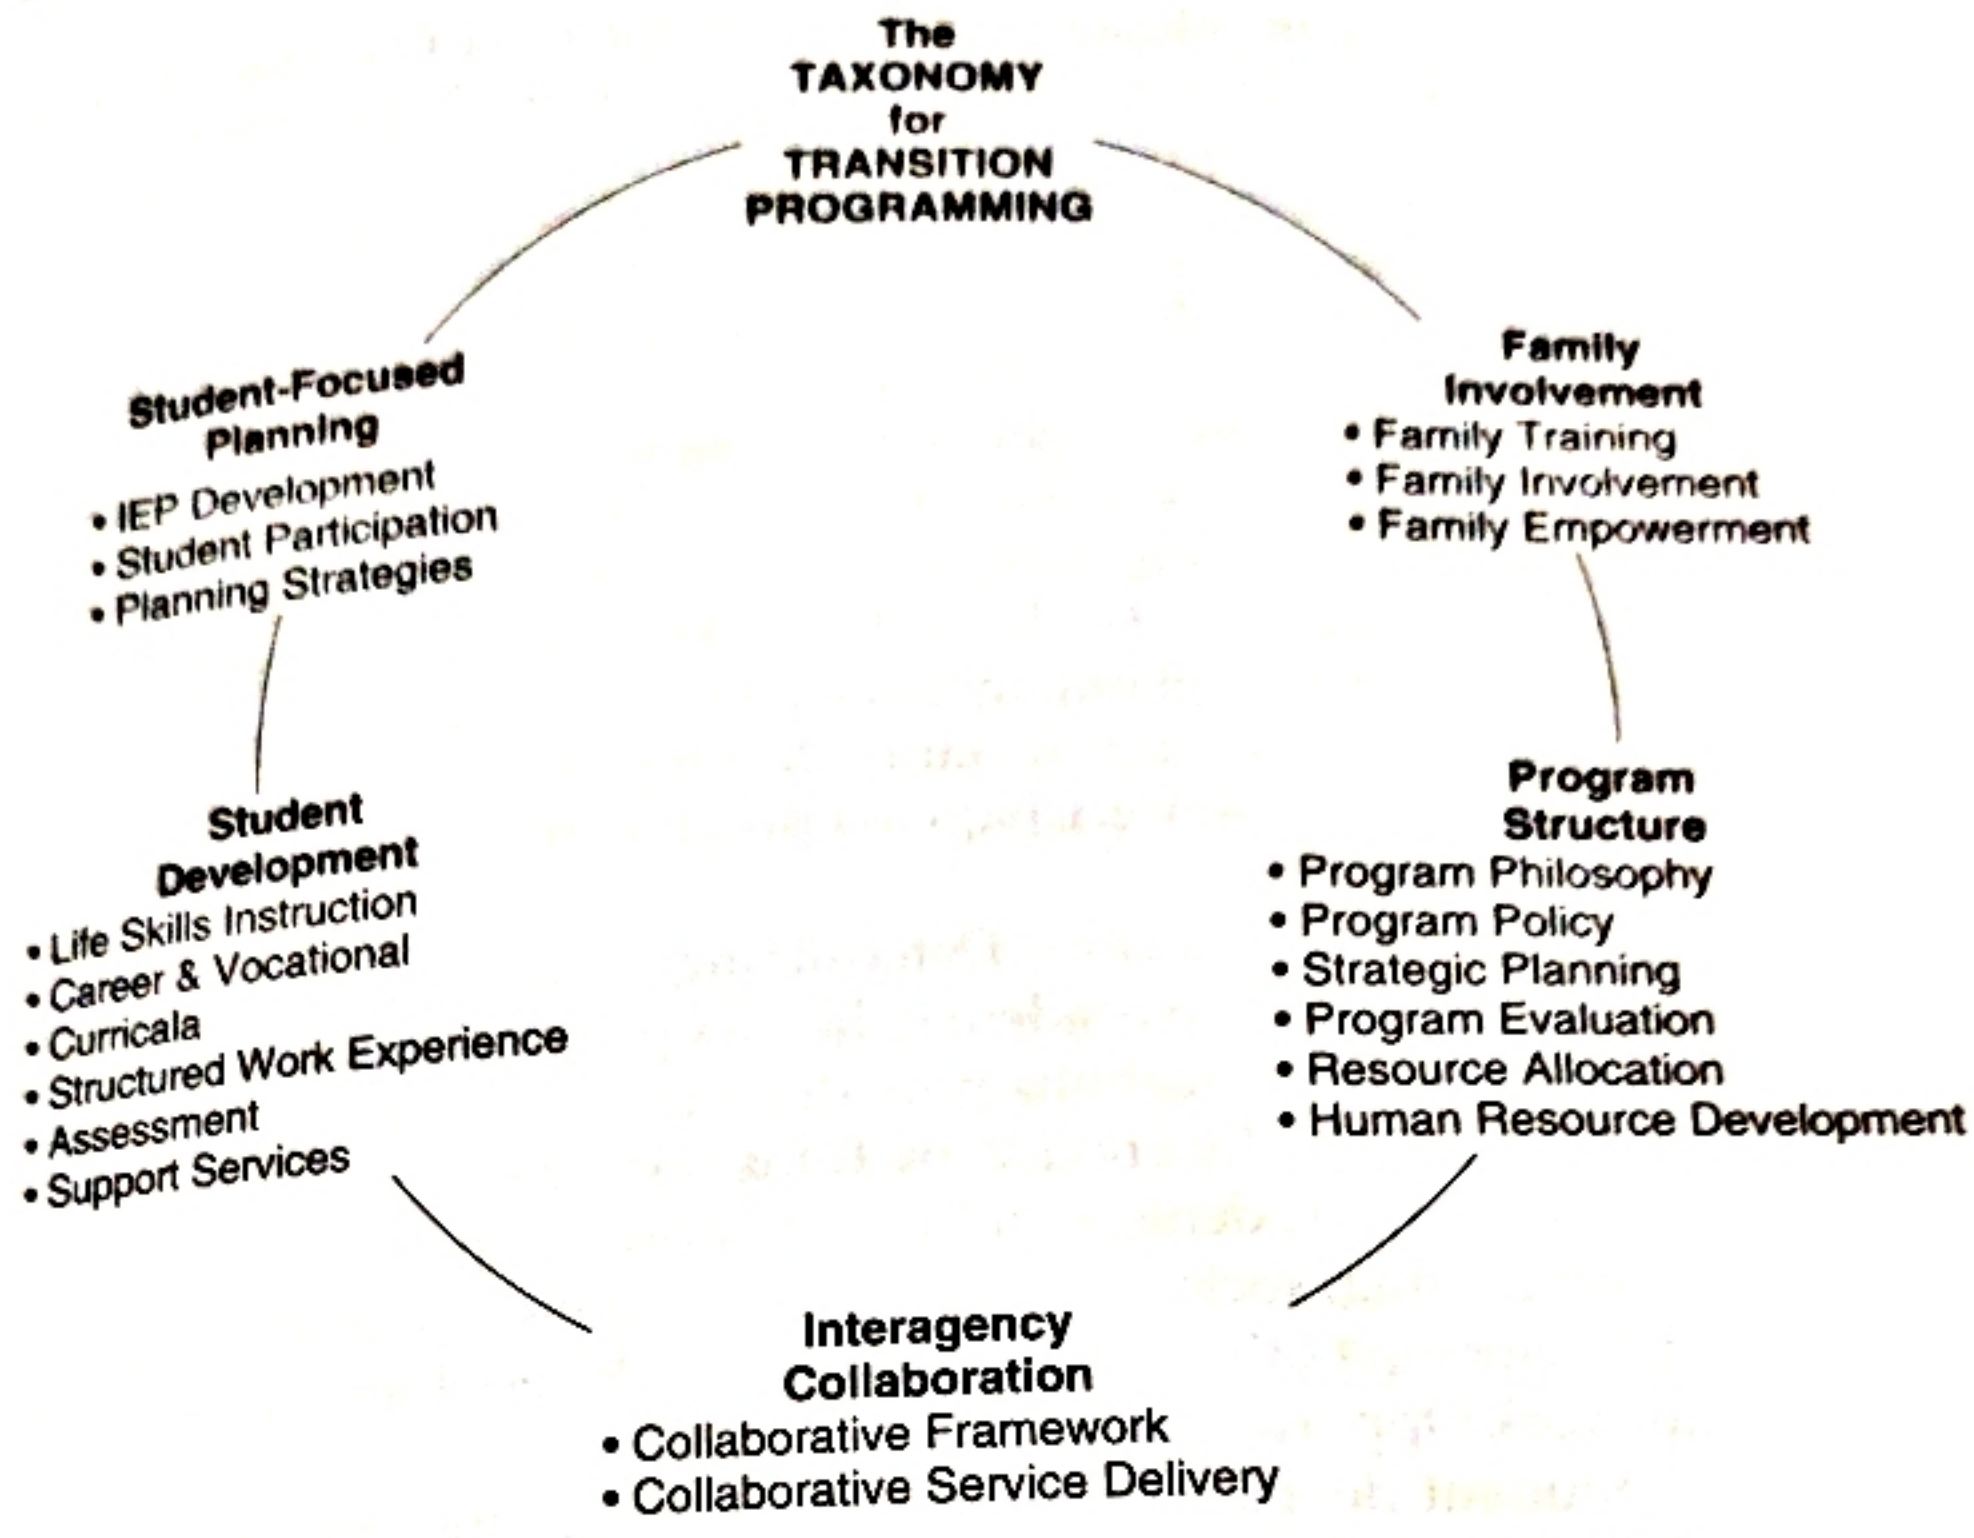 The
TAXONOMY
for
TRANSITION
PROGRAMMING
Student-Focused
Planning
• IEP Development
• Student Participation
• Planning Strategies
Family
Involvement
• Family Training
• Family Involvement
• Family Empowerment
Student
Development
• Life Skills Instruction
• Career & Vocational
• Curricala
• Structured Work Experience
• Assessment
• Support Services
Program
Structure
• Program Philosophy
• Program Policy
• Strategic Planning
• Program Evaluation
• Resource Allocation
• Human Resource Development
Interagency
Collaboration
• Collaborative Framework
• Collaborative Service Delivery